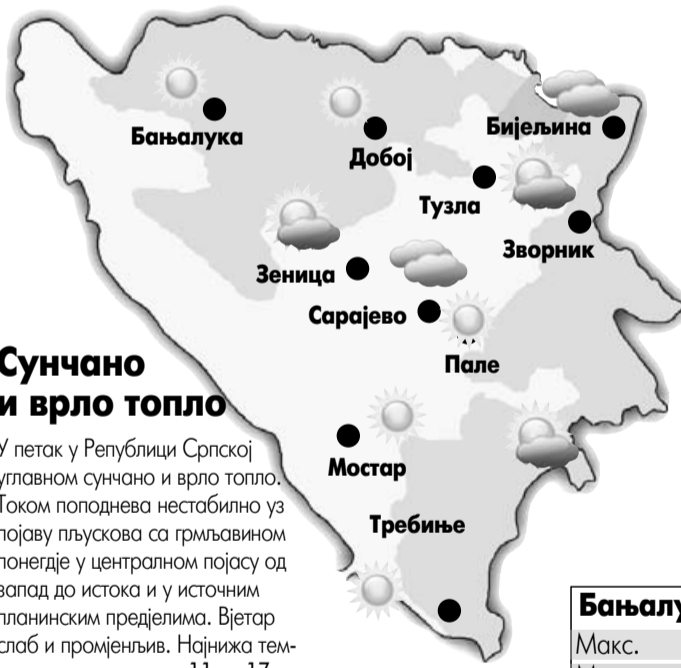 Бањалука
Добој
Бијељина
Тузла
Зворник
Зеница
Сарајево
Пале
Мостар
Требиње
Сунчано
и врло топло
У петак у Републици Српској
углавном сунчано и врло топло.
Током поподнева нестабилно уз
појаву пљускова са грмљавином
понегдје у централном појасу од
запад до истока и у источним
планинским предјелима. Вјетар
слаб и промјенљив. Најнижа тем-
Макс.